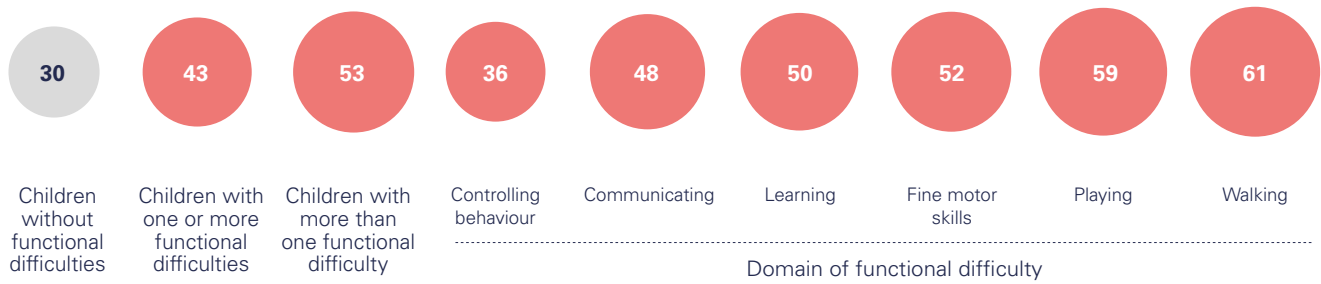 30
43
53
36
48
50
52
59
61
Children
without
functional
difficulties
Children with
one or more
functional
difficulties
Children with
more than
one functional
difficulty
Controlling
behaviour
Communicating
Learning
Fine motor
skills
Playing
Walking
Domain of functional difficulty